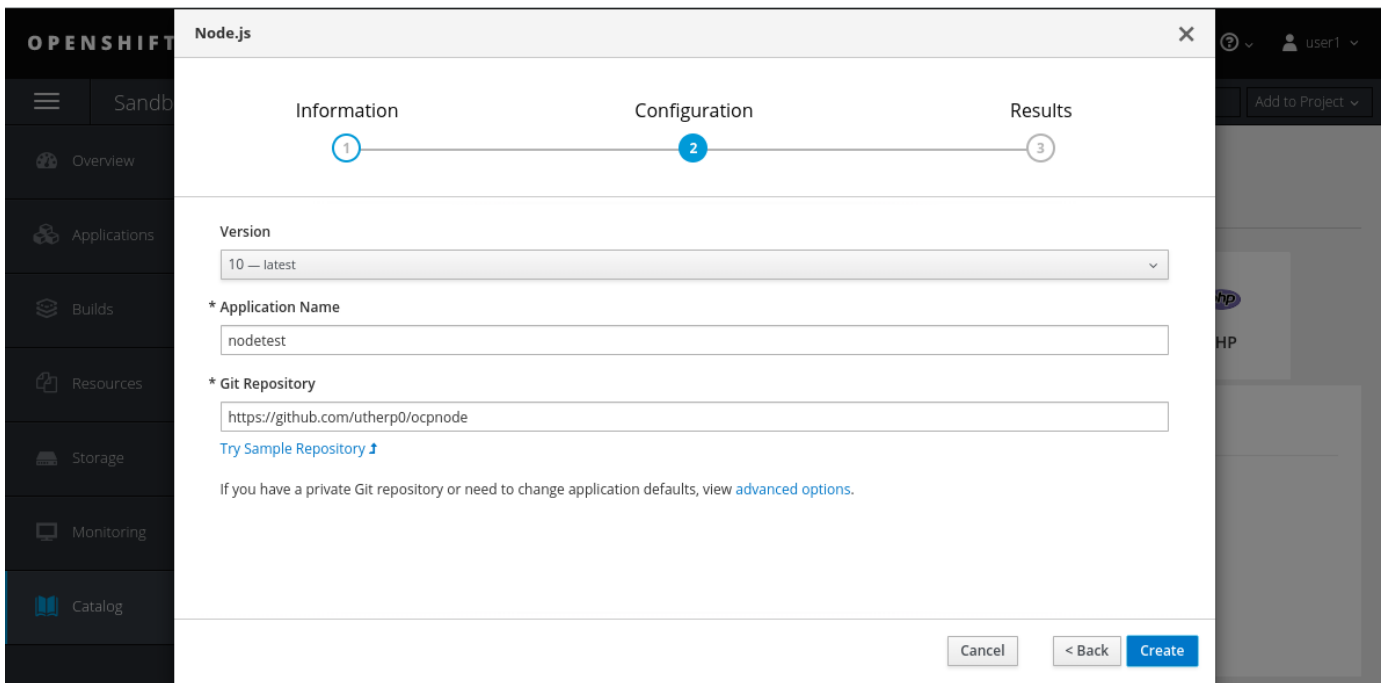 OPENSHIFT
Node.js
user1
Sandb
Add to Project
Information
Configuration
Results
1
2
3
Overview
Applications
Builds
Resources
Storage
Monitoring
Catalog
Version
10 — latest
* Application Name
nodetest
* Git Repository
https://github.com/utherp0/ocpnode
Try Sample Repository
If you have a private Git repository or need to change application defaults, view advanced options.
hp
HP
Cancel
< Back
Create